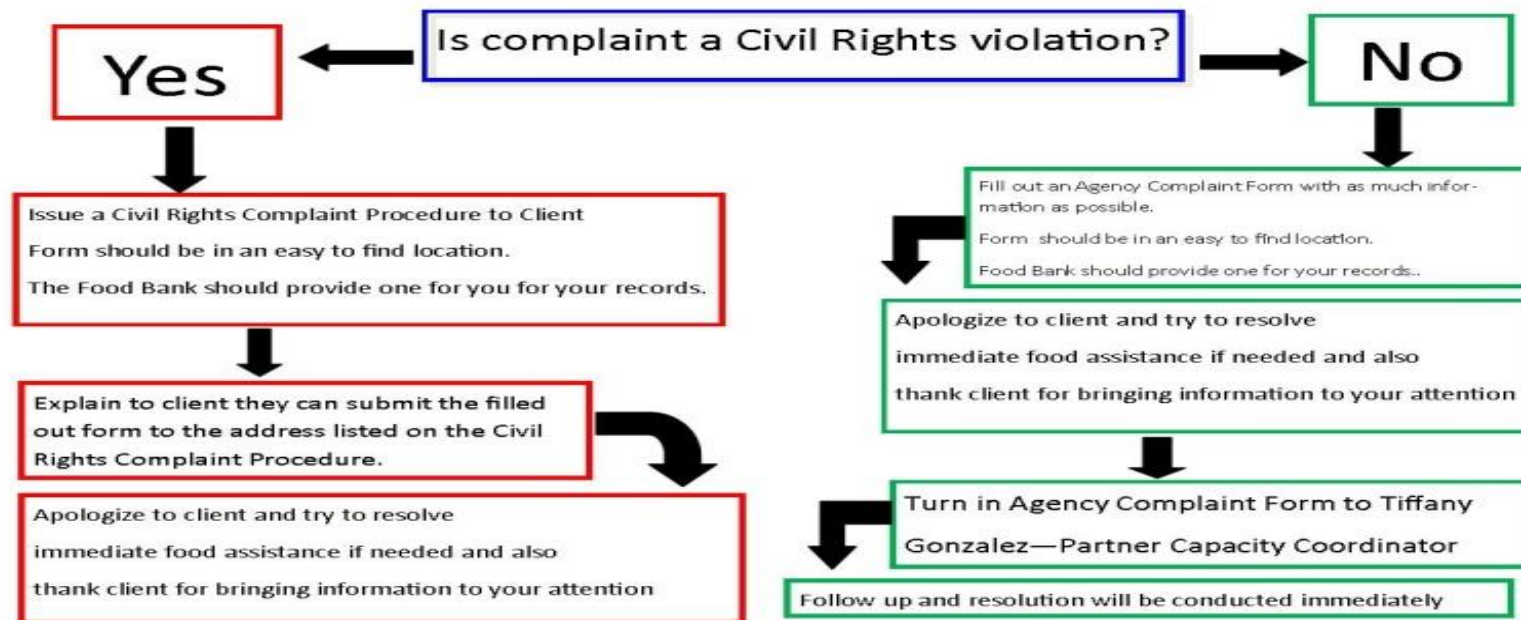 Is complaint a Civil Rights violation?
Yes
No
Issue a Civil Rights Complaint Procedure to Client
Form should be in an easy to find location.
The Food Bank should provide one for you for your records.
Explain to client they can submit the filled
out form to the address listed on the Civil
Rights Complaint Procedure.
Apologize to client and try to resolve
immediate food assistance if needed and also
thank client for bringing information to your attention
Fill out an Agency Complaint Form with as much infor-
mation as possible.
Form should be in an easy to find location.
Food Bank should provide one for your records..
Apologize to client and try to resolve
immediate food assistance if needed and also
thank client for bringing information to your attention
Turn in Agency Complaint Form to Tiffany
Gonzalez—Partner Capacity Coordinator
Follow up and resolution will be conducted immediately